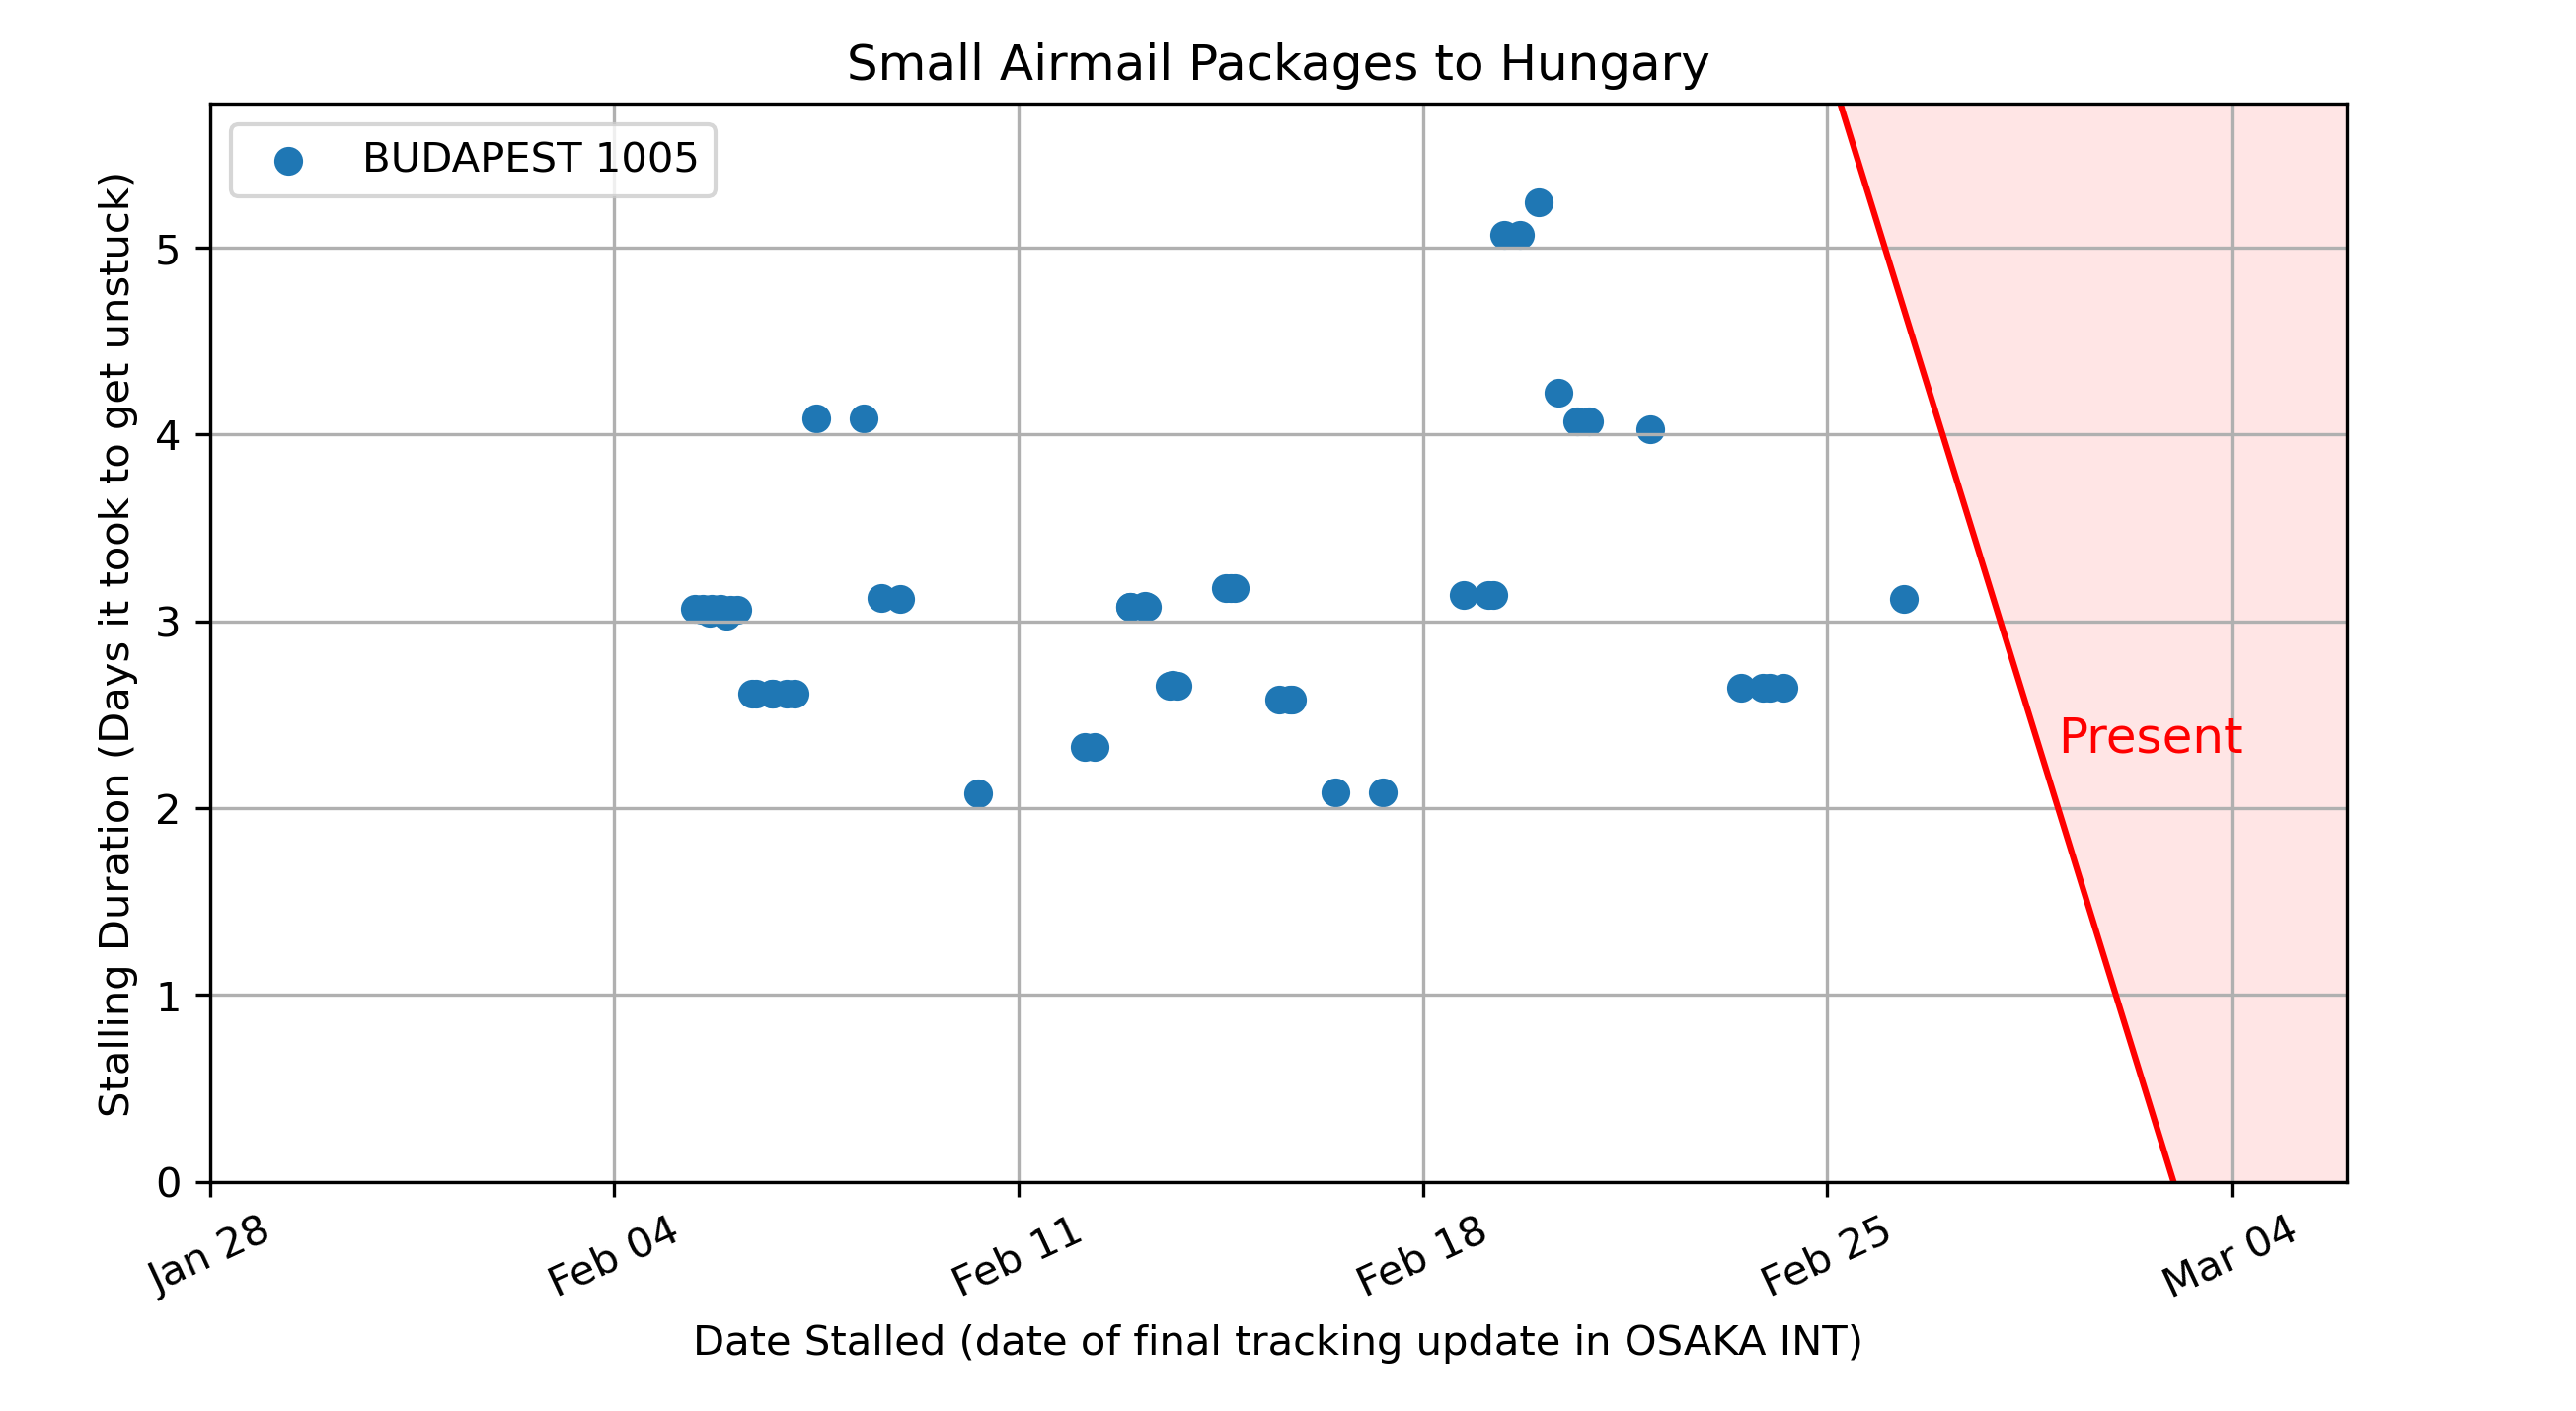 Small Airmail Packages to Hungary
BUDAPEST 1005
Stalling Duration (Days it took to get unstuck)
5
4
3
2
1
0
Present
Jan 28
Feb 04
Feb 11
Feb 18
Feb 25
Mar 04
Date Stalled (date of final tracking update in OSAKA INT)